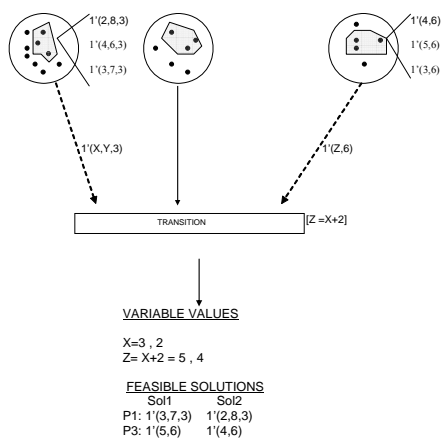 1'(2,8,3)
1'(4,6,3)
1'(3,7,3)
1'(4,6)
1'(5,6)
1'(3,6)
1'(X,Y,3)
1'(Z,6)
TRANSITION
[Z =X+2]
VARIABLE VALUES
X=3 , 2
Z= X+2 = 5 , 4
FEASIBLE SOLUTIONS
Sol1 Sol2
P1: 1'(3,7,3) 1'(2,8,3)
P3: 1'(5,6) 1'(4,6)